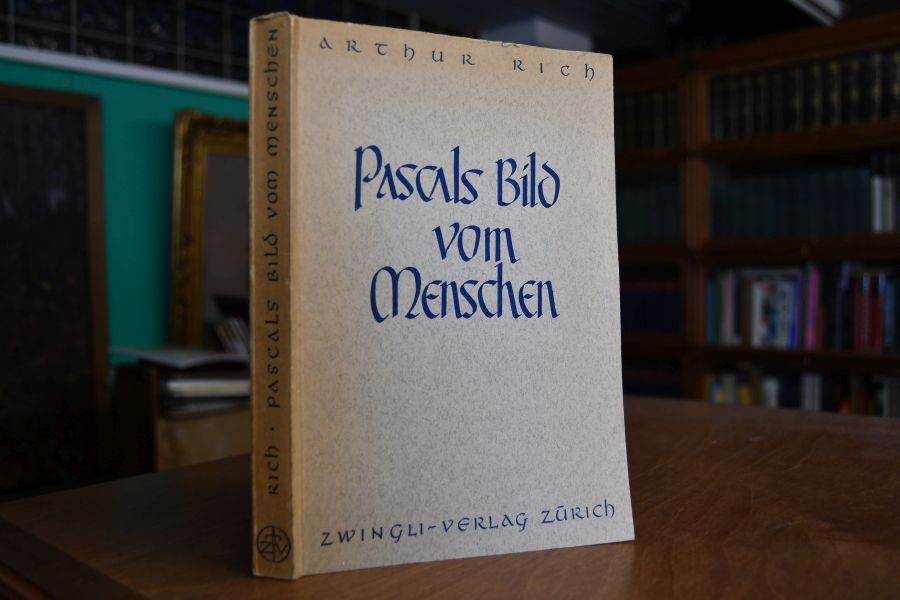 ARTHUR RICH
Pascals Bild
vom
Menschen
ZWINGLI-VERLAG ZÜRICH
RICH · PASCALS BILD VOM MENSCHEN